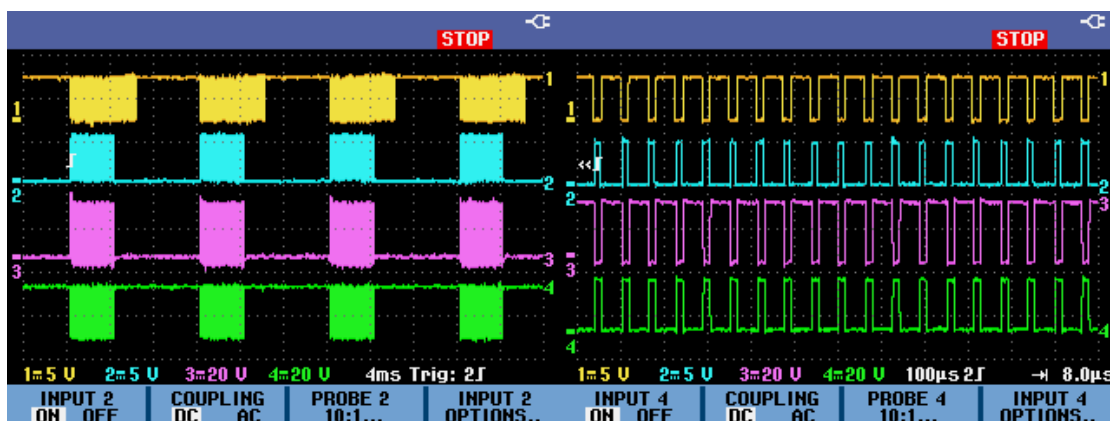 STOP
1
1
2
2
3
3
4
1≂5 V 2≂5 V 3≂20 V 4≂20 V 4ms Trig: 2ʃ
INPUT 2 COUPLING PROBE 2 INPUT 2
ON OFF DC AC 10:1... OPTIONS..
STOP
1
1
2
2
3
3
4
4
1≂5 V 2≂5 V 3≂20 V 4≂20 V 100µs 2ʃ 8.0µs
INPUT 4 COUPLING PROBE 4 INPUT 4
ON OFF DC AC 10:1... OPTIONS..